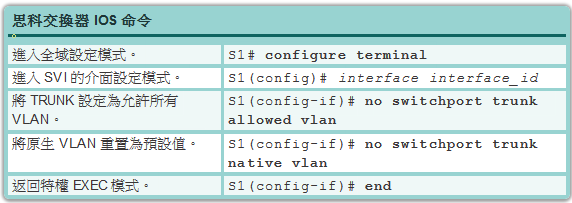 思科交換器 IOS 命令
進入全域設定模式。 S1# configure terminal
進入 SVI 的介面設定模式。 S1(config)# interface interface_id
將 TRUNK 設定為允許所有 S1(config-if)# no switchport trunk
VLAN。 allowed vlan
將原生 VLAN 重置為預設值。 S1(config-if)# no switchport trunk
native vlan
返回特權 EXEC 模式。 S1(config-if)# end